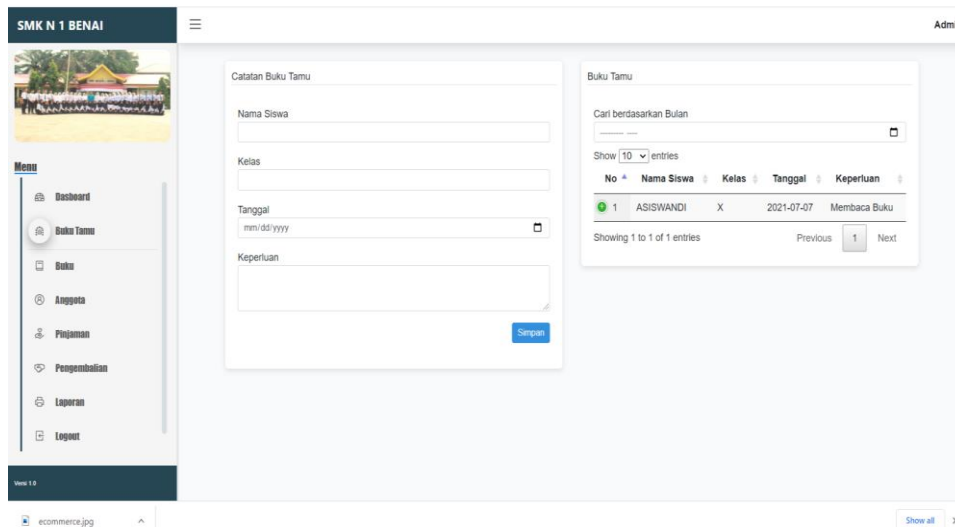 SMK N 1 BENAI
Admi
Menu
Dasboard
Buku Tamu
Buku
Anggota
Pinjaman
Pengembalian
Laporan
Logout
Versi 1.0
Catatan Buku Tamu
Nama Siswa
Kelas
Tanggal
mm/dd/yyyy
Keperluan
Simpan
Buku Tamu
Cari berdasarkan Bulan
Show 10 entries
No Nama Siswa Kelas Tanggal Keperluan
1 ASISWANDI X 2021-07-07 Membaca Buku
Showing 1 to 1 of 1 entries Previous 1 Next
ecommerce.jpg Show all